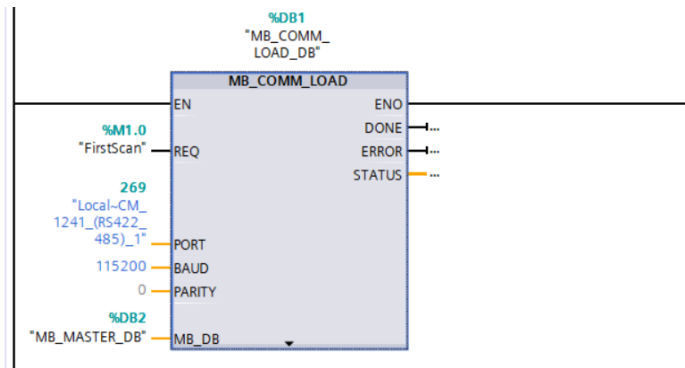 %DB1
"MB_COMM_
LOAD_DB"
MB_COMM_LOAD
EN
ENO
%M1.0
"FirstScan"
REQ
DONE
...
ERROR
...
STATUS
...
269
"Local~CM_
1241_(RS422_
485)_1"
PORT
115200
BAUD
0
PARITY
%DB2
"MB_MASTER_DB"
MB_DB